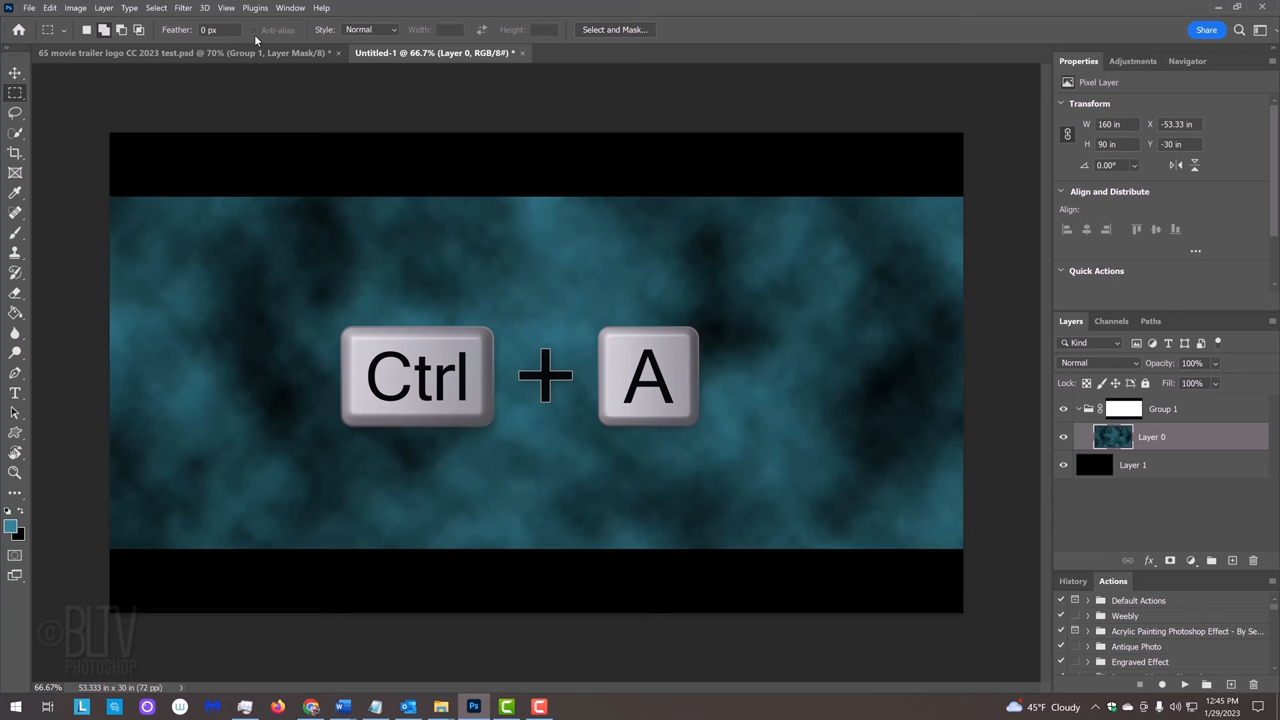 Ps File Edit Image Layer Type Select Filter 3D View Plugins Window Help
Feather: 0 px Anti-alias Style: Normal Width: Height: Select and Mask... Share
65 movie trailer logo CC 2023 test.psd @ 70% (Group 1, Layer Mask/8) * × Untitled-1 @ 66.7% (Layer 0, RGB/8#) * ×
Properties Adjustments Navigator
Pixel Layer
Transform
W 160 in X -53.33 in
H 90 in Y -30 in
0.00°
Align and Distribute
Align:
Quick Actions
Ctrl + A
Layers Channels Paths
Kind
Normal Opacity: 100%
Lock: Fill: 100%
Group 1
Layer 0
Layer 1
History Actions
Default Actions
Weebly
Acrylic Painting Photoshop Effect - By Se...
Antique Photo
Engraved Effect
© BLTV
PHOTOSHOP
66.67% 53.333 in x 30 in (72 ppi)
45°F Cloudy
12:45 PM
1/29/2023